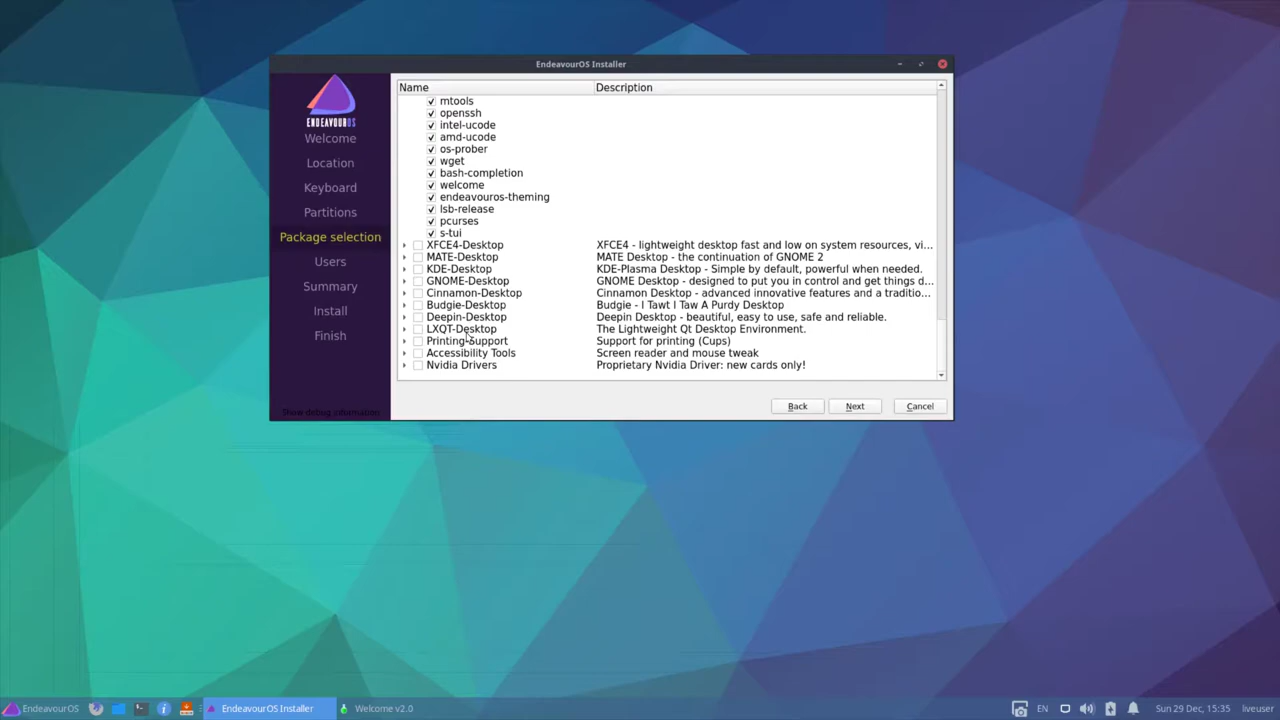 EndeavourOS Installer
ENDEAVOUROS
Welcome
Location
Keyboard
Partitions
Package selection
Users
Summary
Install
Finish
Show debug information
Name Description
mtools
openssh
intel-ucode
amd-ucode
os-prober
wget
bash-completion
welcome
endeavouros-theming
lsb-release
pcurses
s-tui
XFCE4-Desktop XFCE4 - lightweight desktop fast and low on system resources, vi...
MATE-Desktop MATE Desktop - the continuation of GNOME 2
KDE-Desktop KDE-Plasma Desktop - Simple by default, powerful when needed.
GNOME-Desktop GNOME Desktop - designed to put you in control and get things d...
Cinnamon-Desktop Cinnamon Desktop - advanced innovative features and a traditio...
Budgie-Desktop Budgie - I Tawt I Taw A Purdy Desktop
Deepin-Desktop Deepin Desktop - beautiful, easy to use, safe and reliable.
LXQT-Desktop The Lightweight Qt Desktop Environment.
Printing-Support Support for printing (Cups)
Accessibility Tools Screen reader and mouse tweak
Nvidia Drivers Proprietary Nvidia Driver: new cards only!
Back Next Cancel
EndeavourOS EndeavourOS Installer Welcome v2.0 EN Sun 29 Dec, 15:35 liveuser